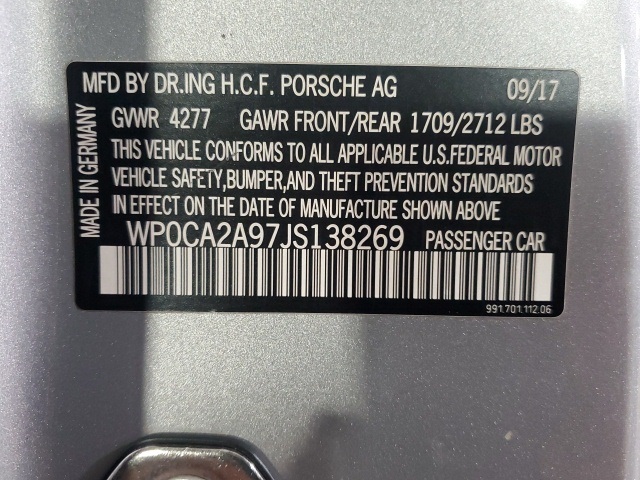 MFD BY DR.ING H.C.F. PORSCHE AG 09/17
GVWR 4277 GAWR FRONT/REAR 1709/2712 LBS
THIS VEHICLE CONFORMS TO ALL APPLICABLE U.S.FEDERAL MOTOR
VEHICLE SAFETY,BUMPER,AND THEFT PREVENTION STANDARDS
IN EFFECT ON THE DATE OF MANUFACTURE SHOWN ABOVE
WP0CA2A97JS138269 PASSENGER CAR
991.701.112.06
MADE IN GERMANY